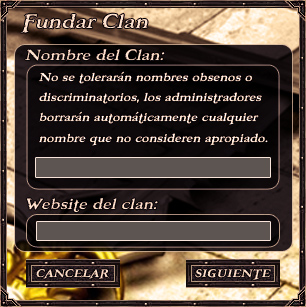 Fundar Clan
Nombre del Clan:
No se tolerarán nombres obsenos o
discriminatorios, los administradores
borrarán automáticamente cualquier
nombre que no consideren apropiado.
Website del clan:
CANCELAR
SIGUIENTE